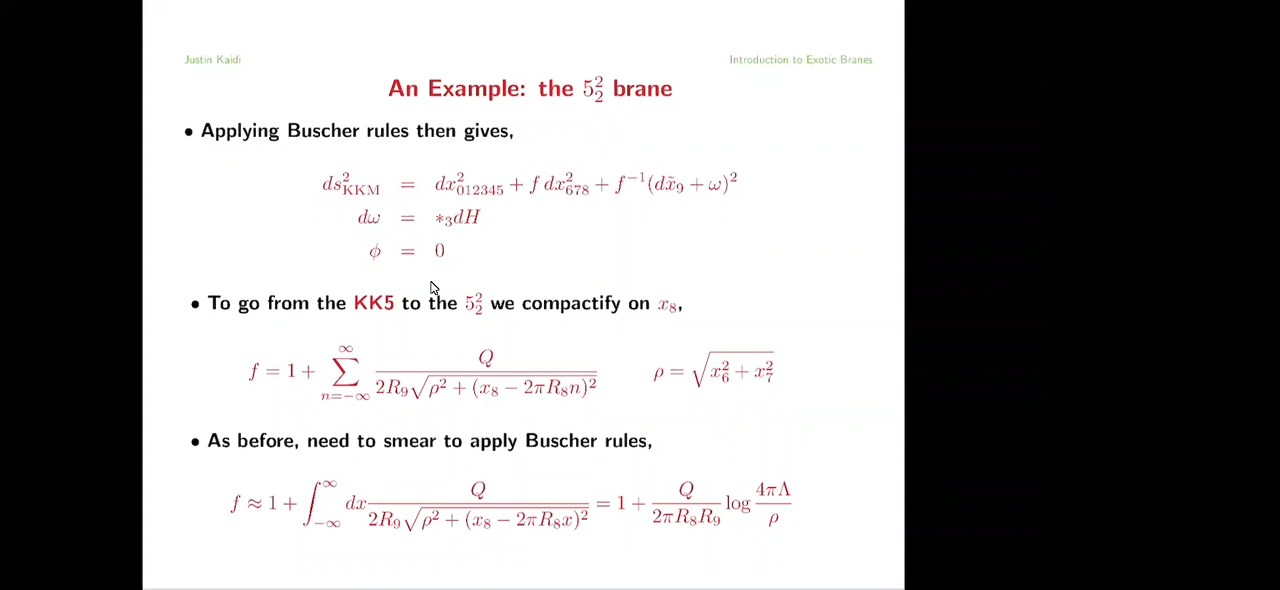 Justin Kaidi
Introduction to Exotic Branes
An Example: the 5₂² brane
• Applying Buscher rules then gives,
ds²_KKM = dx²_012345 + f dx²_678 + f⁻¹(dx̃₉ + ω)²
dω = *₃dH
ϕ = 0
• To go from the KK5 to the 5₂² we compactify on x₈,
f = 1 + ∑_{n=−∞}^{∞} Q / (2R₉√(ρ² + (x₈ − 2πR₈n)²))    ρ = √(x₆² + x₇²)
• As before, need to smear to apply Buscher rules,
f ≈ 1 + ∫_{−∞}^{∞} dx Q / (2R₉√(ρ² + (x₈ − 2πR₈x)²)) = 1 + Q / (2πR₈R₉) log 4πΛ / ρ